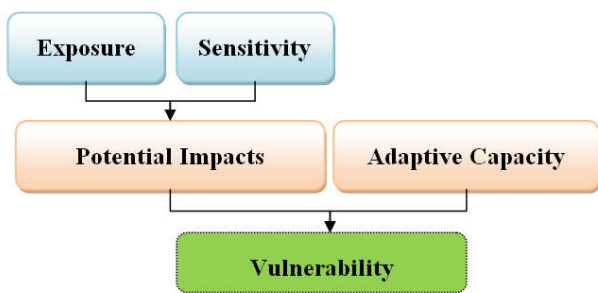 Exposure
Sensitivity
Potential Impacts
Adaptive Capacity
Vulnerability